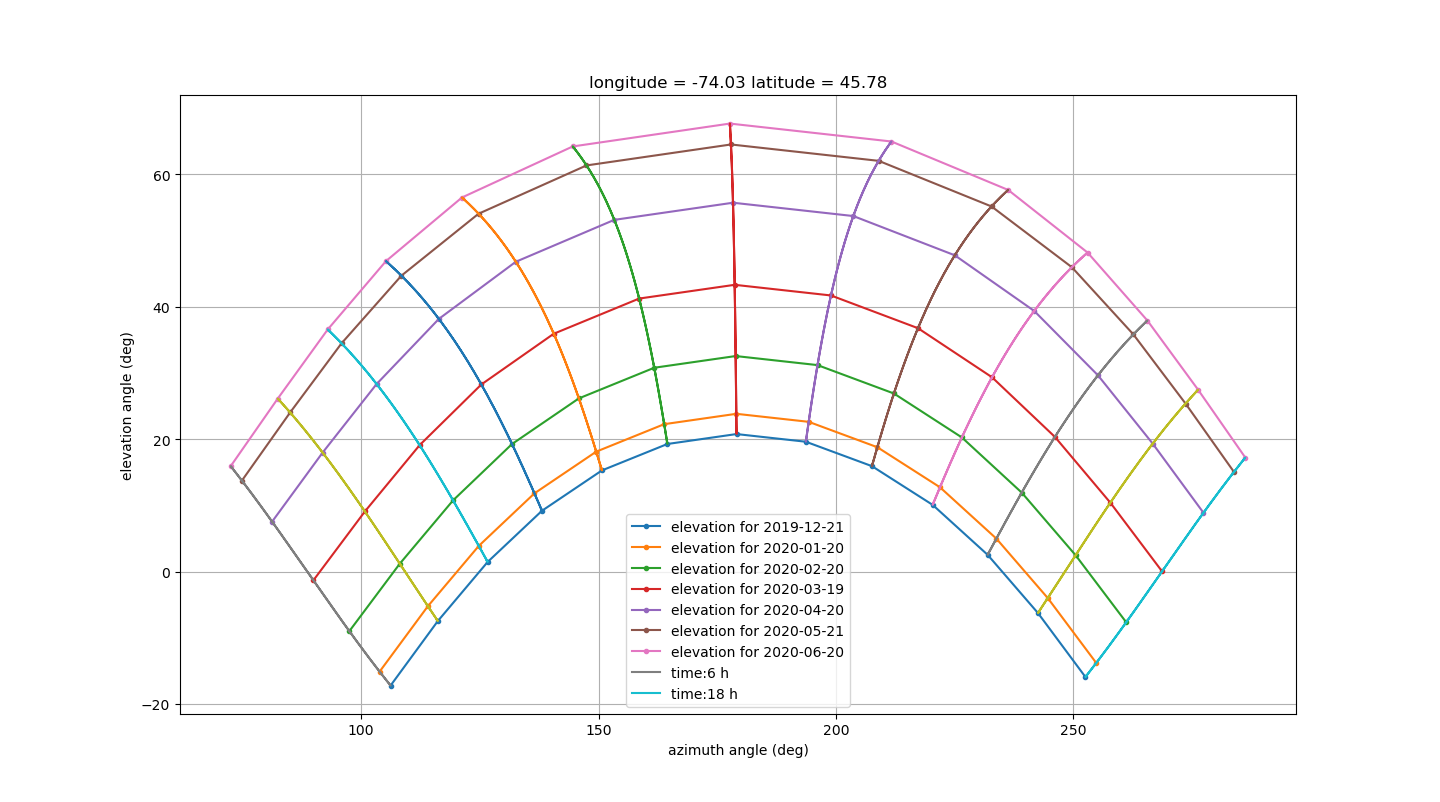 longitude = -74.03 latitude = 45.78
elevation angle (deg)
60
40
20
0
−20
100
150
200
250
azimuth angle (deg)
elevation for 2019-12-21
elevation for 2020-01-20
elevation for 2020-02-20
elevation for 2020-03-19
elevation for 2020-04-20
elevation for 2020-05-21
elevation for 2020-06-20
time:6 h
time:18 h